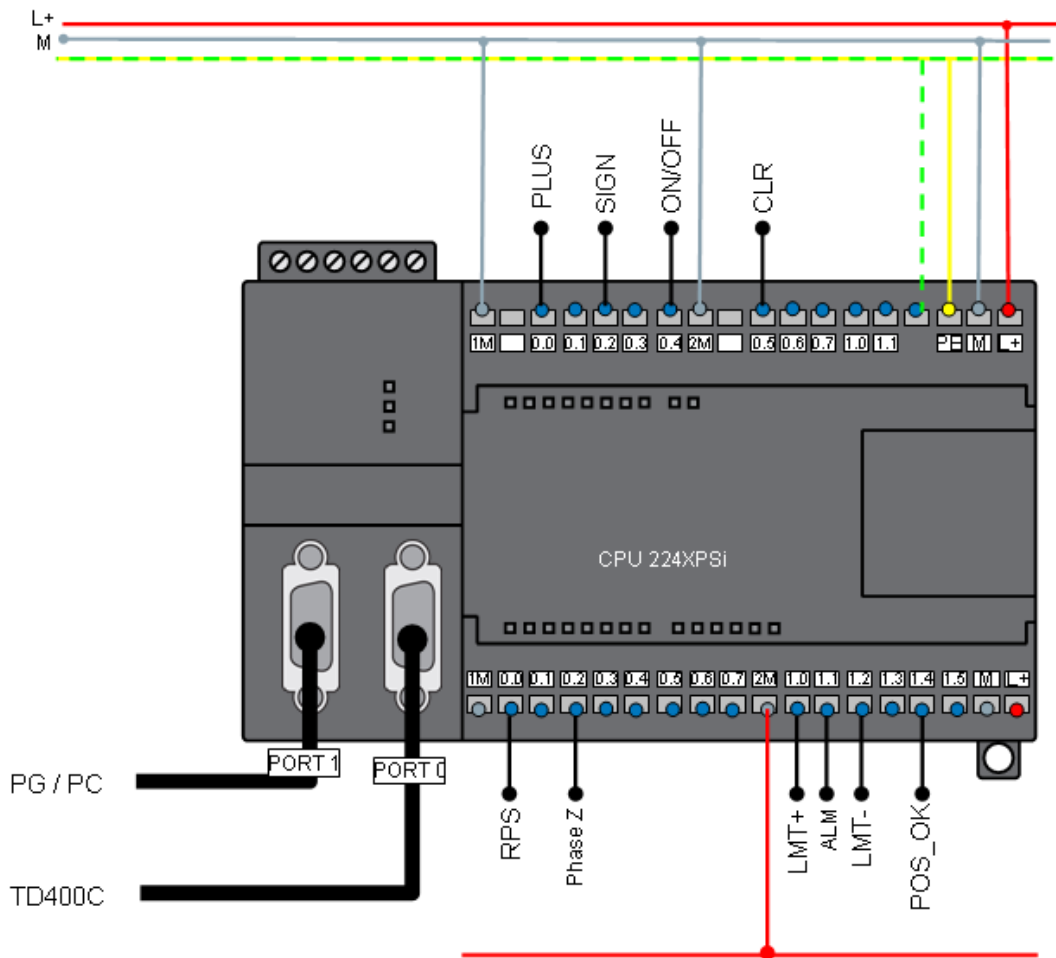 L+
M
PLUS
SIGN
ON/OFF
CLR
1M 0.0 0.1 0.2 0.3 0.4 2M 0.5 0.6 0.7 1.0 1.1 PE M L+
CPU 224XPSi
1M 0.0 0.1 0.2 0.3 0.4 0.5 0.6 0.7 2M 1.0 1.1 1.2 1.3 1.4 1.5 M L+
PORT 1
PORT 0
PG / PC
TD400C
RPS
Phase Z
LMT+
ALM
LMT-
POS_OK